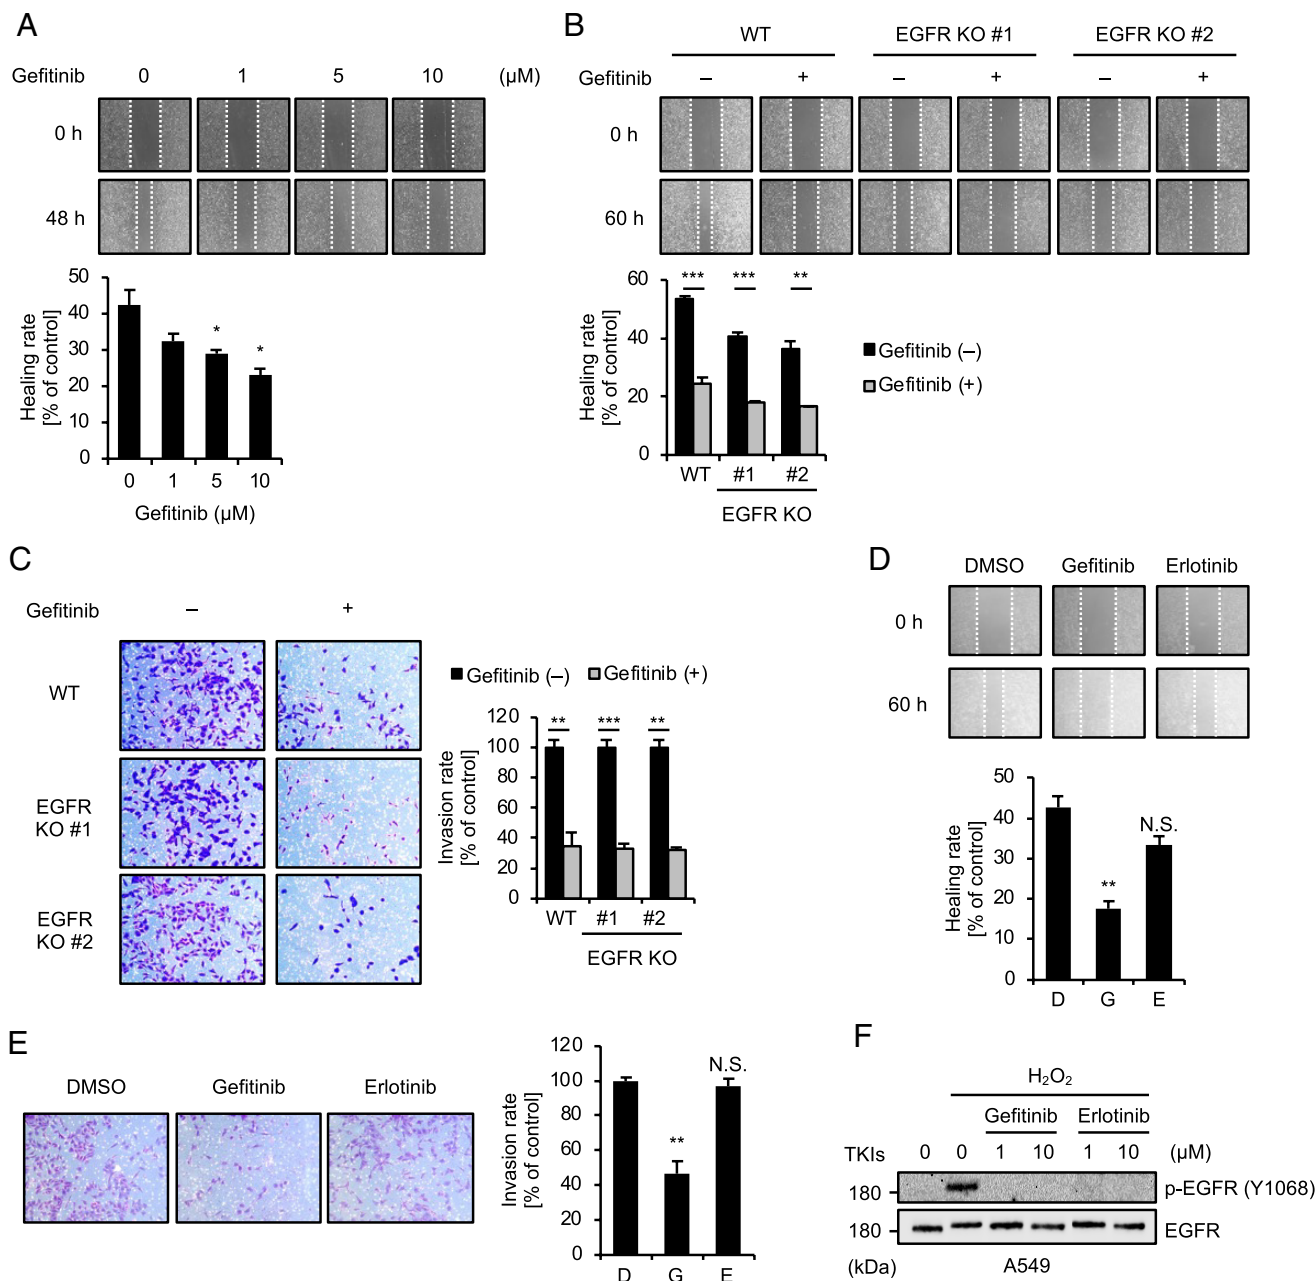 A
Gefitinib 0 1 5 10 (μM)
0 h
48 h
50
40
30
20
10
0
Healing rate
[% of control]
*
*
0 1 5 10
Gefitinib (μM)
B
WT EGFR KO #1 EGFR KO #2
Gefitinib – + – + – +
0 h
60 h
60
40
20
0
Healing rate
[% of control]
*** *** **
Gefitinib (–)
Gefitinib (+)
WT #1 #2
EGFR KO
C
Gefitinib – +
WT
EGFR
KO #1
EGFR
KO #2
Gefitinib (–) Gefitinib (+)
120
100
80
60
40
20
0
Invasion rate
[% of control]
** *** **
WT #1 #2
EGFR KO
D
DMSO Gefitinib Erlotinib
0 h
60 h
50
40
30
20
10
0
Healing rate
[% of control]
**
N.S.
D G E
E
DMSO Gefitinib Erlotinib
120
100
80
60
40
20
0
Invasion rate
[% of control]
**
N.S.
D G E
F
H₂O₂
Gefitinib Erlotinib
TKIs 0 0 1 10 1 10 (μM)
180 p-EGFR (Y1068)
180 EGFR
(kDa) A549